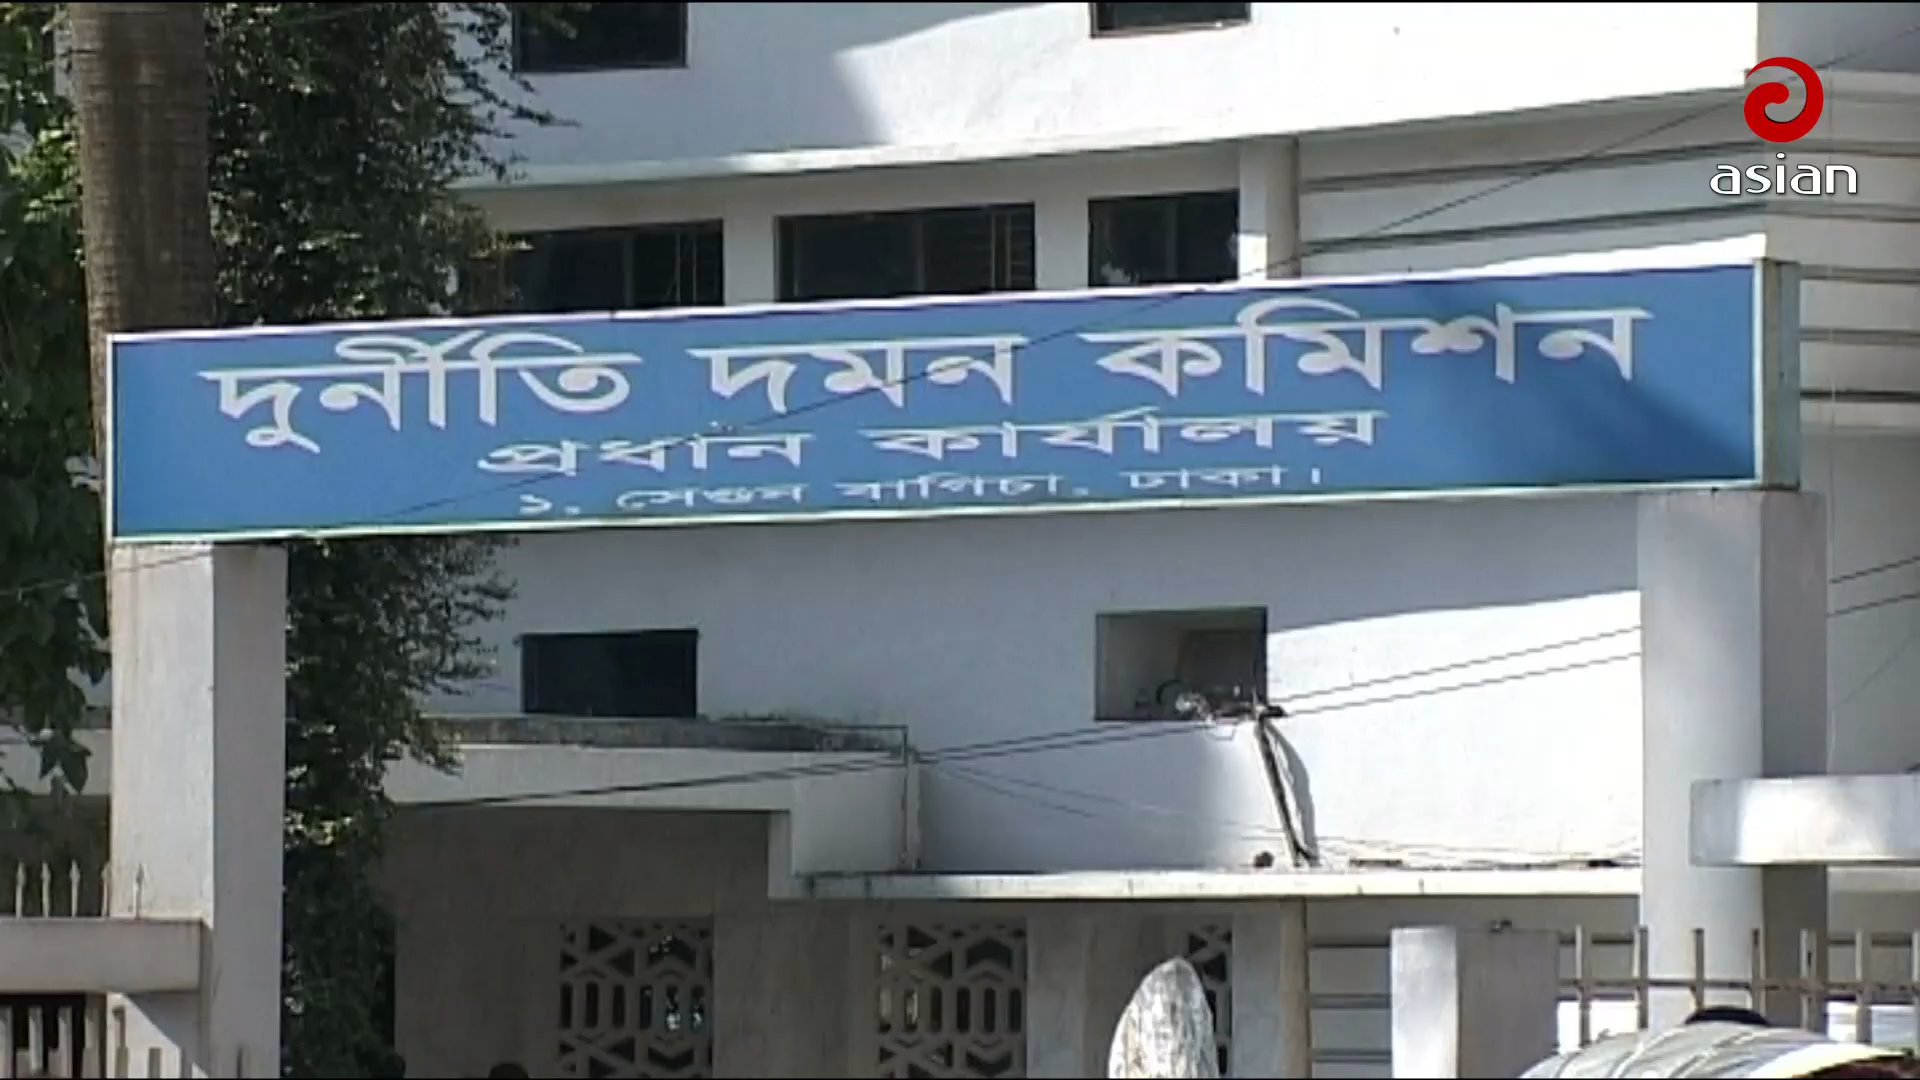 asian
দুর্নীতি দমন কমিশন
প্রধান কার্যালয়
১, সেগুন বাগিচা, ঢাকা।